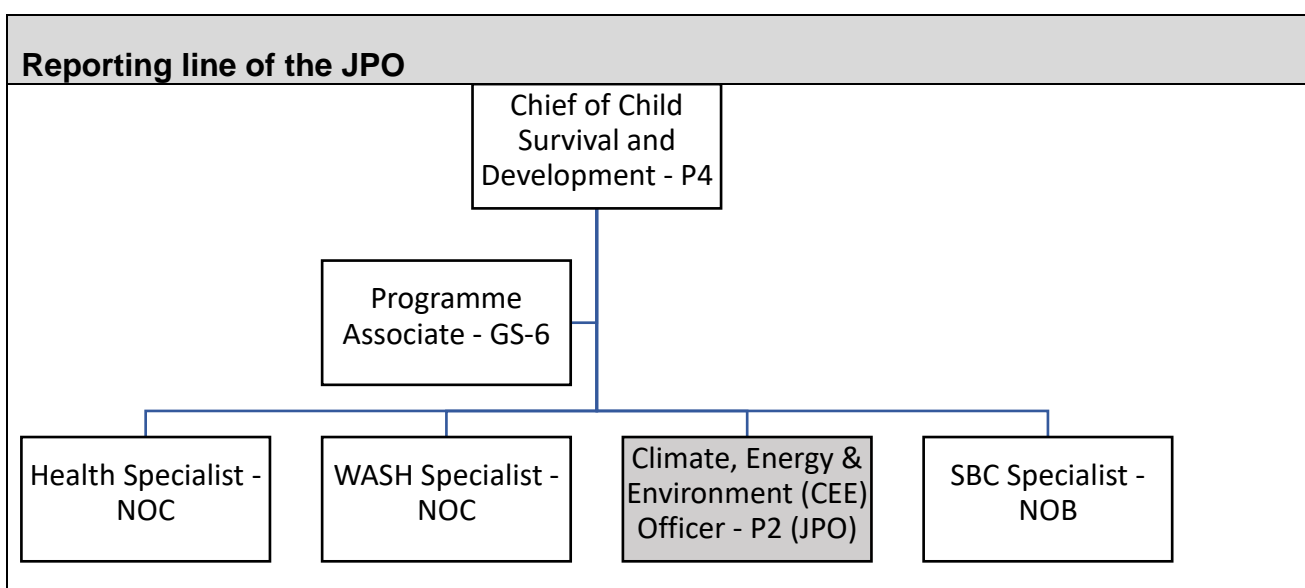 Reporting line of the JPO
Chief of Child
Survival and
Development - P4
Programme
Associate - GS-6
Health Specialist -
NOC
WASH Specialist -
NOC
Climate, Energy &
Environment (CEE)
Officer - P2 (JPO)
SBC Specialist -
NOB